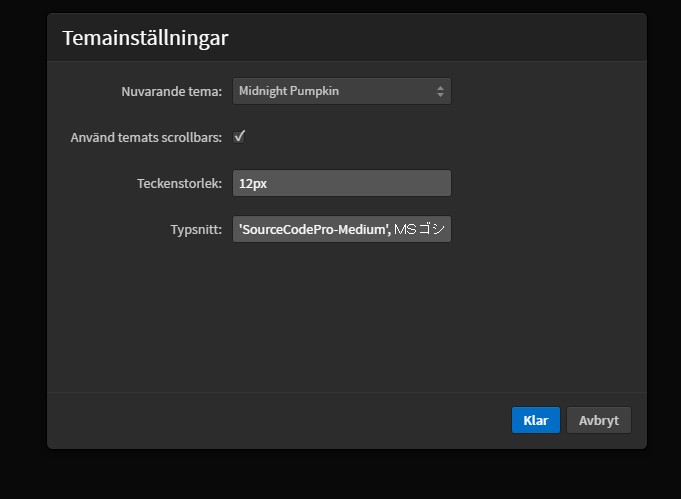 Temainställningar
Nuvarande tema: Midnight Pumpkin
Använd temats scrollbars:
Teckenstorlek: 12px
Typsnitt: 'SourceCodePro-Medium', ＭＳ ゴシ
Klar Avbryt